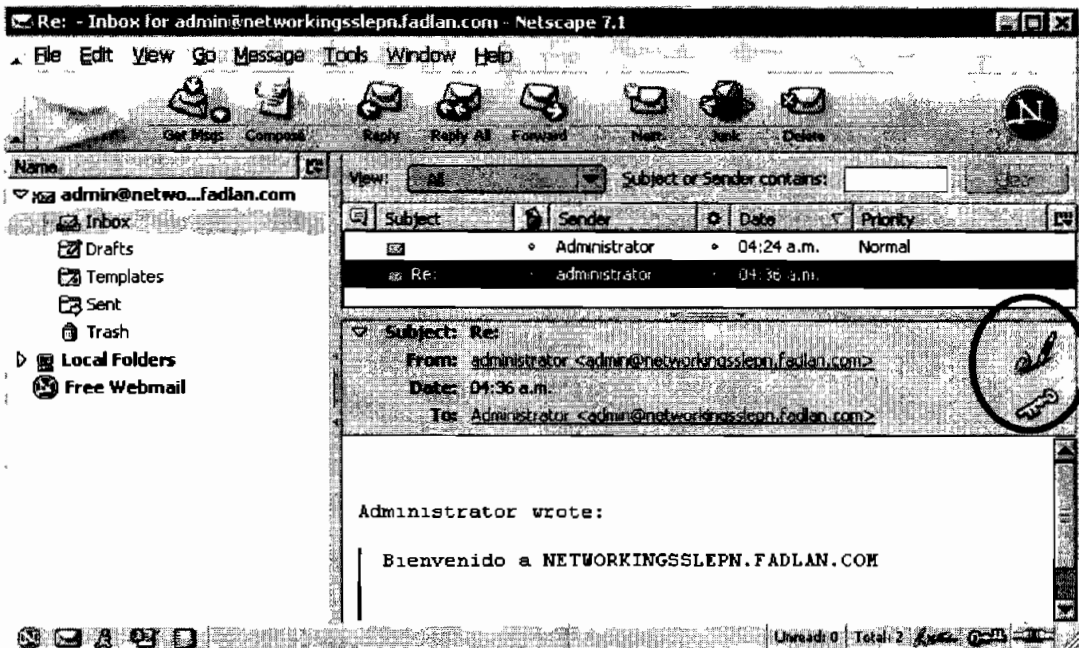 Re: - Inbox for admin@networkingsslepn.fadlan.com - Netscape 7.1
File Edit View Go Message Tools Window Help
Get Msgs Compose Reply Reply All Forward Next Junk Delete
N
Name
View: All Subject or Sender contains: Clear
admin@netwo...fadlan.com
Subject Sender Date Priority
Inbox
Administrator 04:24 a.m. Normal
Drafts
Re: administrator 04:36 a.m.
Templates
Sent
Trash
Subject: Re:
Local Folders
From: administrator <admin@networkingsslepn.fadlan.com>
Free Webmail
Date: 04:36 a.m.
To: Administrator <admin@networkingsslepn.fadlan.com>
Administrator wrote:
Bienvenido a NETWORKINGSSLEPN.FADLAN.COM
Unread: 0 Total: 2